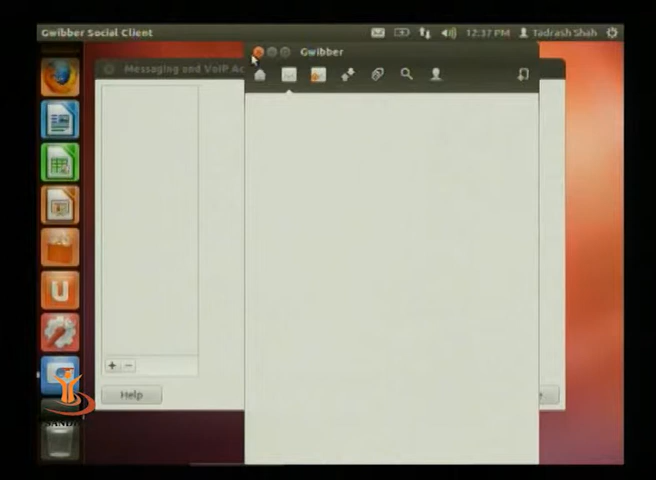 Gwibber Social Client
12:37 PM
Tadrash Shah
Gwibber
Messaging and VoIP Ac
Help